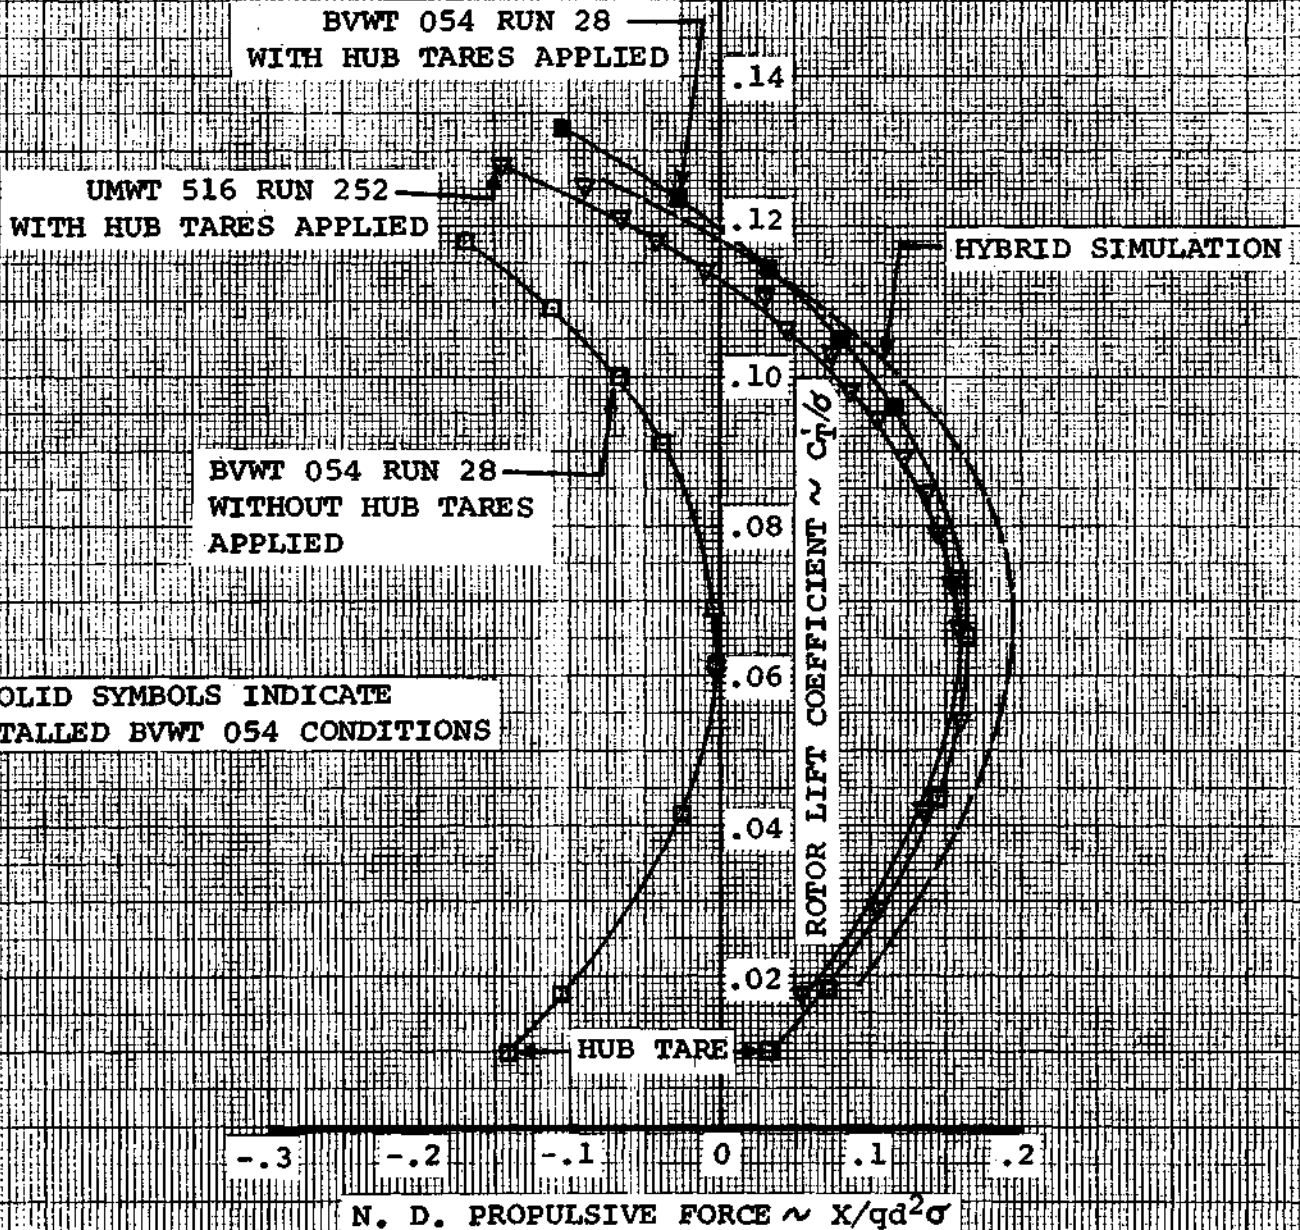 BVWT 054 RUN 28
WITH HUB TARES APPLIED
.14
UMWT 516 RUN 252
WITH HUB TARES APPLIED
.12
HYBRID SIMULATION
.10
BVWT 054 RUN 28
WITHOUT HUB TARES
APPLIED
.08
ROTOR LIFT COEFFICIENT ~ C'T/σ
.06
OLID SYMBOLS INDICATE
TALLED BVWT 054 CONDITIONS
.04
.02
HUB TARE
-.3 -.2 -.1 0 .1 .2
N. D. PROPULSIVE FORCE ~ X/qd²σ